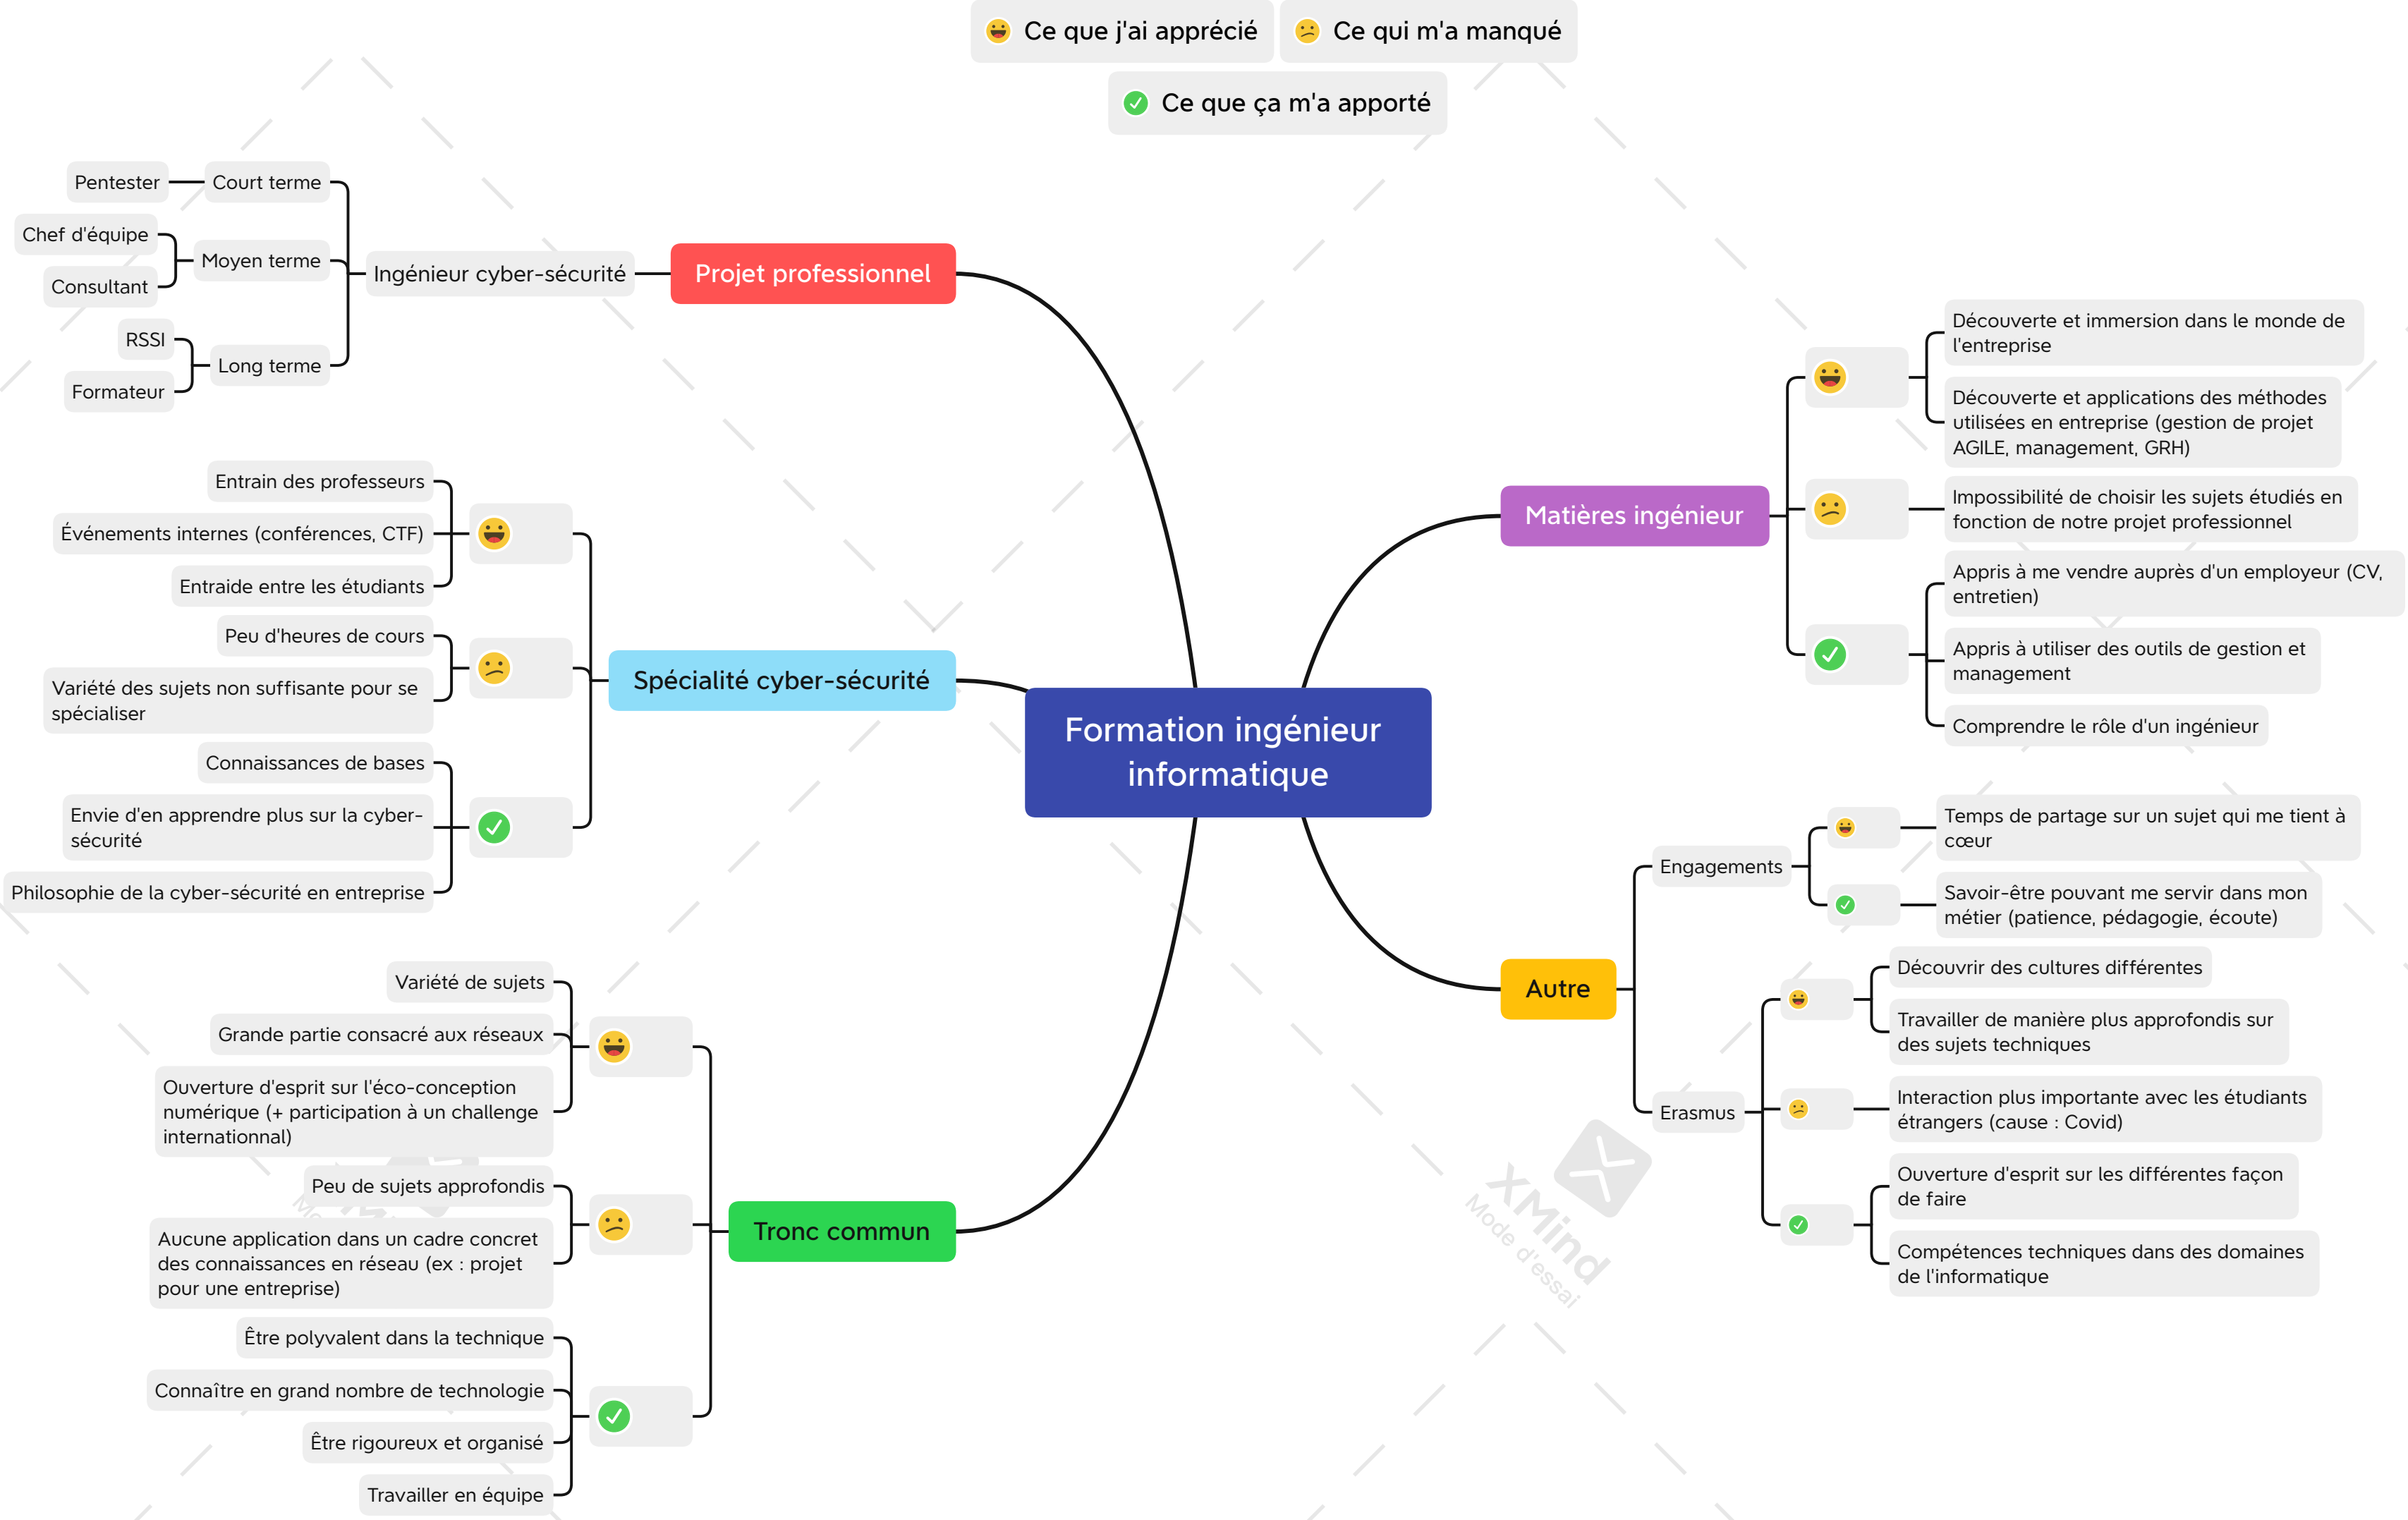 Ce que j'ai apprécié
Ce qui m'a manqué
Ce que ça m'a apporté
Formation ingénieur
informatique
Projet professionnel
Ingénieur cyber-sécurité
Court terme
Pentester
Moyen terme
Chef d'équipe
Consultant
Long terme
RSSI
Formateur
Spécialité cyber-sécurité
Entrain des professeurs
Événements internes (conférences, CTF)
Entraide entre les étudiants
Peu d'heures de cours
Variété des sujets non suffisante pour se
spécialiser
Connaissances de bases
Envie d'en apprendre plus sur la cyber-
sécurité
Philosophie de la cyber-sécurité en entreprise
Tronc commun
Variété de sujets
Grande partie consacré aux réseaux
Ouverture d'esprit sur l'éco-conception
numérique (+ participation à un challenge
internationnal)
Peu de sujets approfondis
Aucune application dans un cadre concret
des connaissances en réseau (ex : projet
pour une entreprise)
Être polyvalent dans la technique
Connaître en grand nombre de technologie
Être rigoureux et organisé
Travailler en équipe
Matières ingénieur
Découverte et immersion dans le monde de
l'entreprise
Découverte et applications des méthodes
utilisées en entreprise (gestion de projet
AGILE, management, GRH)
Impossibilité de choisir les sujets étudiés en
fonction de notre projet professionnel
Appris à me vendre auprès d'un employeur (CV,
entretien)
Appris à utiliser des outils de gestion et
management
Comprendre le rôle d'un ingénieur
Autre
Engagements
Temps de partage sur un sujet qui me tient à
cœur
Savoir-être pouvant me servir dans mon
métier (patience, pédagogie, écoute)
Erasmus
Découvrir des cultures différentes
Travailler de manière plus approfondis sur
des sujets techniques
Interaction plus importante avec les étudiants
étrangers (cause : Covid)
Ouverture d'esprit sur les différentes façon
de faire
Compétences techniques dans des domaines
de l'informatique
XMind
Mode d'essai